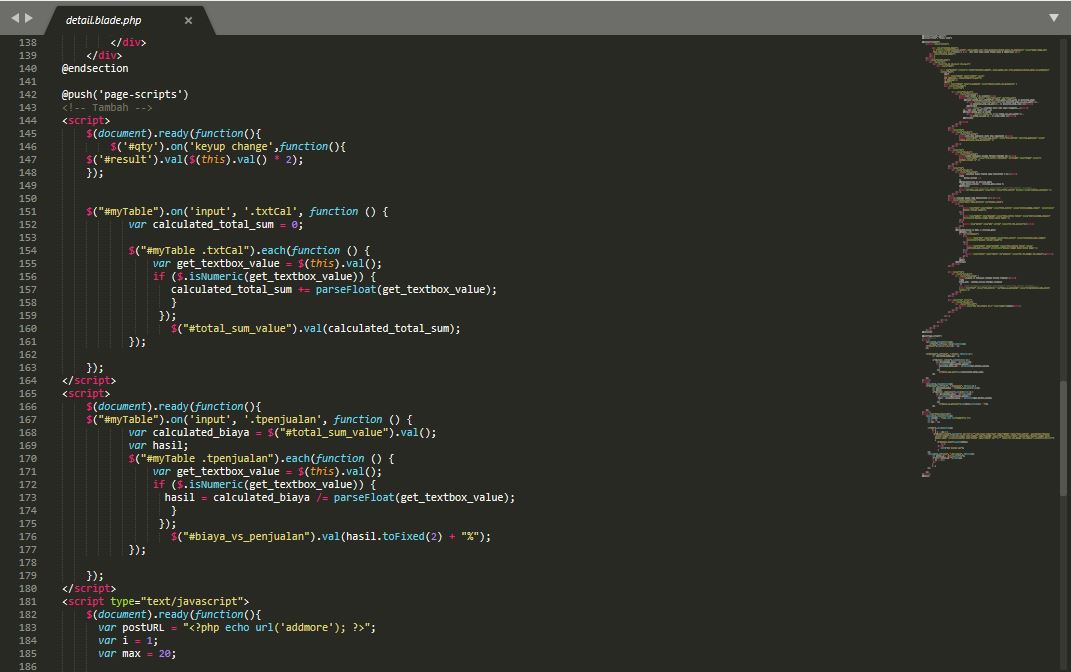 detail.blade.php
138 </div>
139 </div>
140 @endsection
141
142 @push('page-scripts')
143 <!-- Tambah -->
144 <script>
145 $(document).ready(function(){
146 $('#qty').on('keyup change',function(){
147 $('#result').val($(this).val() * 2);
148 });
149
150
151 $("#myTable").on('input', '.txtCal', function () {
152 var calculated_total_sum = 0;
153
154 $("#myTable .txtCal").each(function () {
155 var get_textbox_value = $(this).val();
156 if ($.isNumeric(get_textbox_value)) {
157 calculated_total_sum += parseFloat(get_textbox_value);
158 }
159 });
160 $("#total_sum_value").val(calculated_total_sum);
161 });
162
163 });
164 </script>
165 <script>
166 $(document).ready(function(){
167 $("#myTable").on('input', '.tpenjualan', function () {
168 var calculated_biaya = $("#total_sum_value").val();
169 var hasil;
170 $("#myTable .tpenjualan").each(function () {
171 var get_textbox_value = $(this).val();
172 if ($.isNumeric(get_textbox_value)) {
173 hasil = calculated_biaya /= parseFloat(get_textbox_value);
174 }
175 });
176 $("#biaya_vs_penjualan").val(hasil.toFixed(2) + "%");
177 });
178
179 });
180 </script>
181 <script type="text/javascript">
182 $(document).ready(function(){
183 var postURL = "<?php echo url('addmore'); ?>";
184 var i = 1;
185 var max = 20;
186